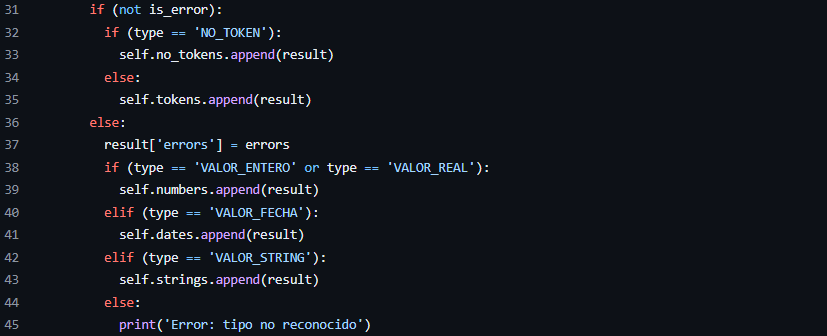 31 if (not is_error):
32 if (type == 'NO_TOKEN'):
33 self.no_tokens.append(result)
34 else:
35 self.tokens.append(result)
36 else:
37 result['errors'] = errors
38 if (type == 'VALOR_ENTERO' or type == 'VALOR_REAL'):
39 self.numbers.append(result)
40 elif (type == 'VALOR_FECHA'):
41 self.dates.append(result)
42 elif (type == 'VALOR_STRING'):
43 self.strings.append(result)
44 else:
45 print('Error: tipo no reconocido')